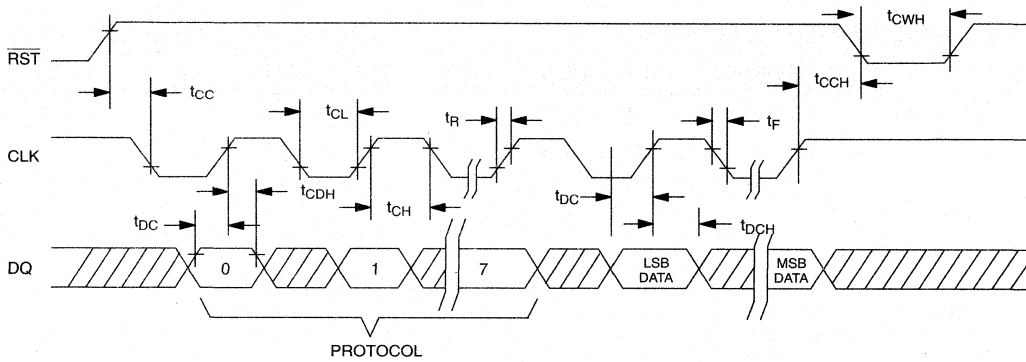 t_CWH
RST
t_CC
t_CL
t_R
t_F
t_CCH
CLK
t_DC
t_CDH
t_CH
t_DC
t_DCH
DQ
0
1
7
LSB
DATA
MSB
DATA
PROTOCOL